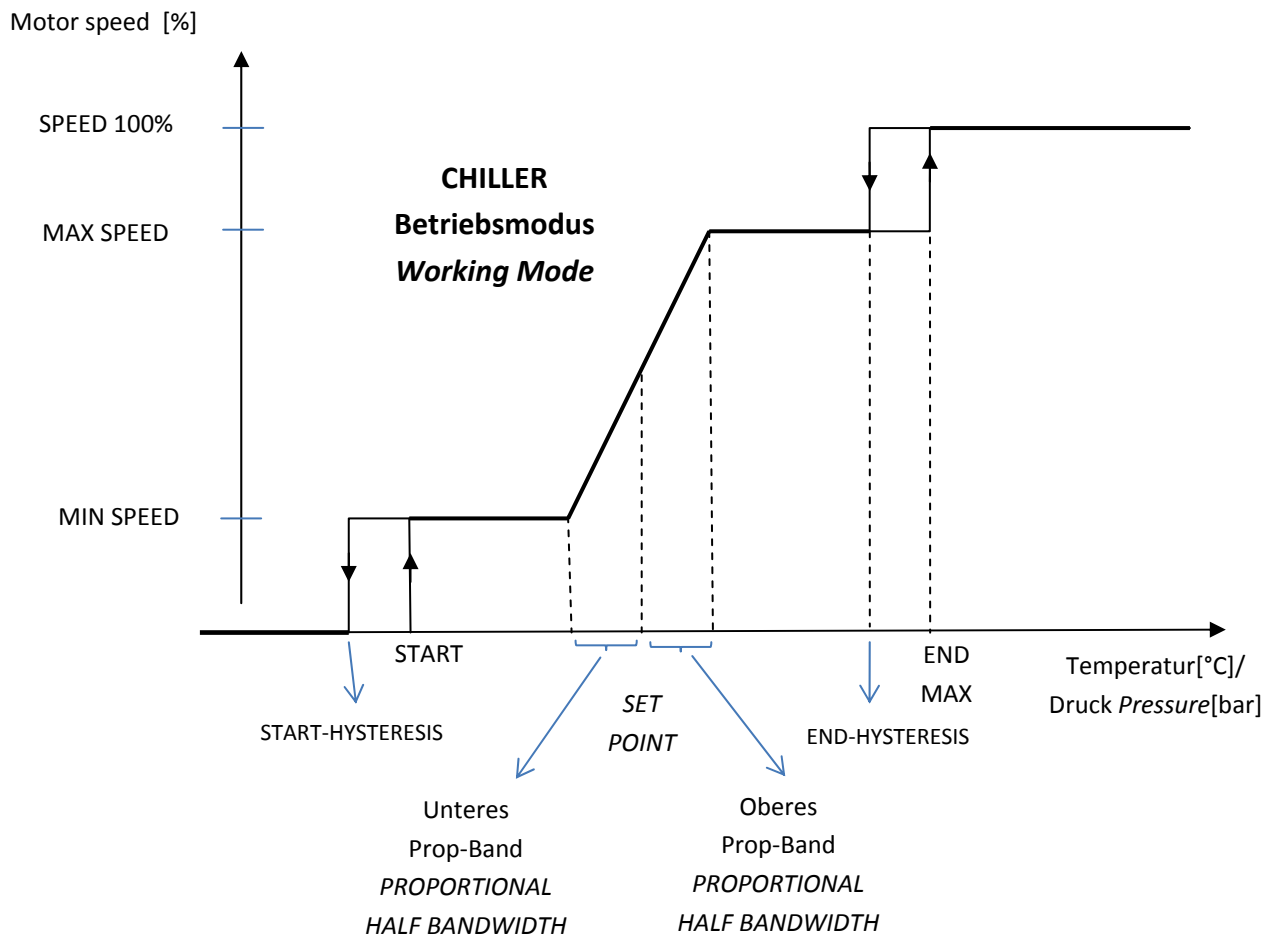 Motor speed [%]
SPEED 100%
CHILLER
Betriebsmodus
Working Mode
MAX SPEED
MIN SPEED
START
END
MAX
Temperatur[°C]/
Druck Pressure[bar]
START-HYSTERESIS
SET
POINT
END-HYSTERESIS
Unteres
Prop-Band
PROPORTIONAL
HALF BANDWIDTH
Oberes
Prop-Band
PROPORTIONAL
HALF BANDWIDTH